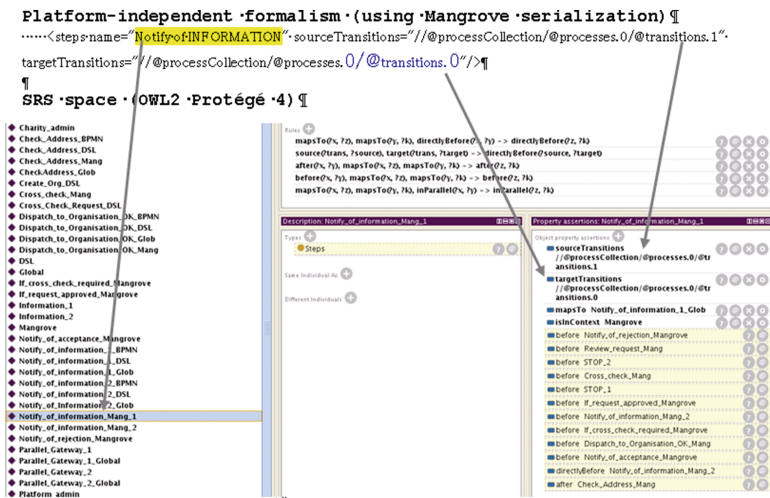 Platform-independent·formalism·(using·Mangrove·serialization)¶
······<steps·name="Notify·of·INFORMATION"·sourceTransitions="//@processCollection/@processes.0/@transitions.1"·
targetTransitions="//@processCollection/@processes.0/@transitions.0"/>¶
¶
SRS·space·(OWL2·Protégé·4)¶
Charity_admin
Check_Address_BPMN
Check_Address_DSL
Check_Address_Mang
CheckAddress_Glob
Create_Org_DSL
Cross_check_Mang
Cross_Check_Request_DSL
Dispatch_to_Organisation_OK_BPMN
Dispatch_to_Organisation_OK_DSL
Dispatch_to_Organisation_OK_Glob
Dispatch_to_Organisation_OK_Mang
DSL
Global
If_cross_check_required_Mangrove
If_request_approved_Mangrove
Information_1
Information_2
Mangrove
Notify_of_acceptance_Mangrove
Notify_of_information_1_BPMN
Notify_of_information_1_DSL
Notify_of_information_1_Glob
Notify_of_information_2_BPMN
Notify_of_information_2_DSL
Notify_of_information_2_Glob
Notify_of_information_Mang_1
Notify_of_information_Mang_2
Notify_of_rejection_Mangrove
Parallel_Gateway_1
Parallel_Gateway_1_Global
Parallel_Gateway_2
Parallel_Gateway_2_Global
Platform_admin
Rules
mapsTo(?x, ?z), mapsTo(?y, ?k), directlyBefore(?x, ?y) -> directlyBefore(?z, ?k)
source(?trans, ?source), target(?trans, ?target) -> directlyBefore(?source, ?target)
after(?x, ?y), mapsTo(?x, ?z), mapsTo(?y, ?k) -> after(?z, ?k)
before(?x, ?y), mapsTo(?x, ?z), mapsTo(?y, ?k) -> before(?z, ?k)
mapsTo(?x, ?z), mapsTo(?y, ?k), inParallel(?x, ?y) -> inParallel(?z, ?k)
Description: Notify_of_information_Mang_1
Types
Steps
Same Individual As
Different Individuals
Property assertions: Notify_of_information_Mang_1
Object property assertions
sourceTransitions
//@processCollection/@processes.0/@tr
ansitions.1
targetTransitions
//@processCollection/@processes.0/@tr
ansitions.0
mapsTo Notify_of_information_1_Glob
isInContext Mangrove
before Notify_of_rejection_Mangrove
before Review_request_Mang
before STOP_2
before Cross_check_Mang
before STOP_1
before If_request_approved_Mangrove
before Notify_of_information_Mang_2
before If_cross_check_required_Mangrove
before Dispatch_to_Organisation_OK_Mang
before Notify_of_acceptance_Mangrove
directlyBefore Notify_of_information_Mang_2
after Check_Address_Mang